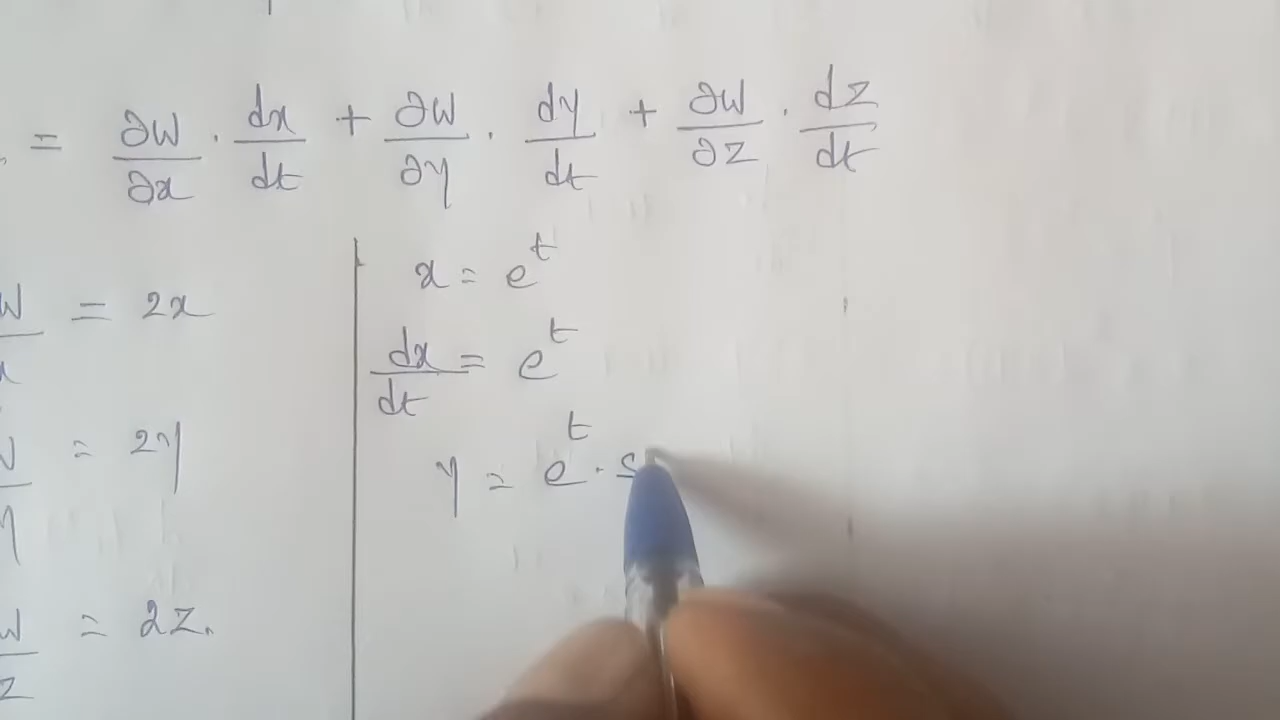 = ∂W/∂x · dx/dt + ∂W/∂y · dy/dt + ∂W/∂z · dz/dt
x = e^t
W/x = 2x
dx/dt = e^t
W/y = 2y
y = e^t · s
W/z = 2z.